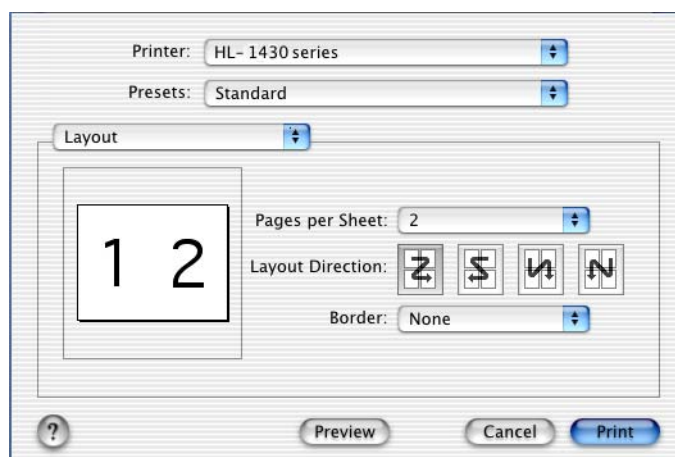 Printer: HL- 1430 series
Presets: Standard
Layout
1 2
Pages per Sheet: 2
Layout Direction:
Border: None
? Preview Cancel Print